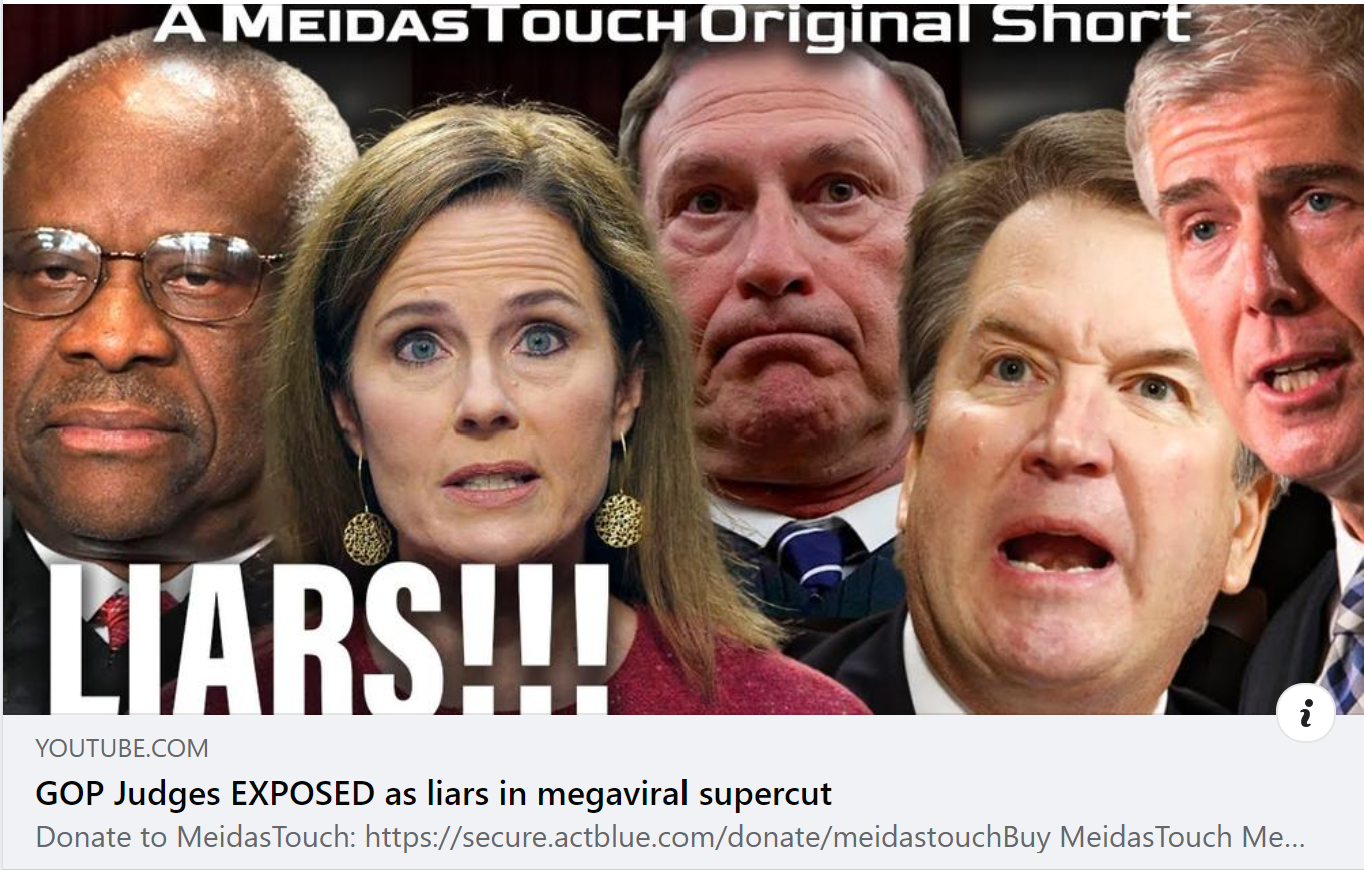 A MEIDASTOUCH Original Short
LIARS!!!
i
YOUTUBE.COM
GOP Judges EXPOSED as liars in megaviral supercut
Donate to MeidasTouch: https://secure.actblue.com/donate/meidastouchBuy MeidasTouch Me...